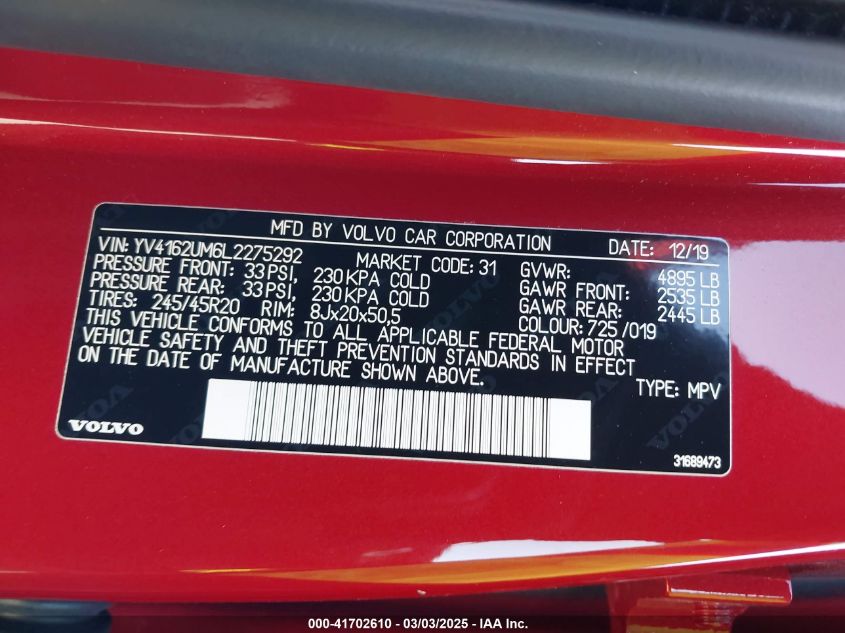 MFD BY VOLVO CAR CORPORATION DATE: 12/19
VIN: YV4162UM6L2275292 MARKET CODE: 31 GVWR: 4895 LB
PRESSURE FRONT: 33 PSI, 230 KPA COLD GAWR FRONT: 2535 LB
PRESSURE REAR: 33 PSI, 230 KPA COLD GAWR REAR: 2445 LB
TIRES: 245/45R20 RIM: 8Jx20x50,5 COLOUR: 725 /019
THIS VEHICLE CONFORMS TO ALL APPLICABLE FEDERAL MOTOR
VEHICLE SAFETY AND THEFT PREVENTION STANDARDS IN EFFECT
ON THE DATE OF MANUFACTURE SHOWN ABOVE. TYPE: MPV
VOLVO
31689473
000-41702610 - 03/03/2025 - IAA Inc.